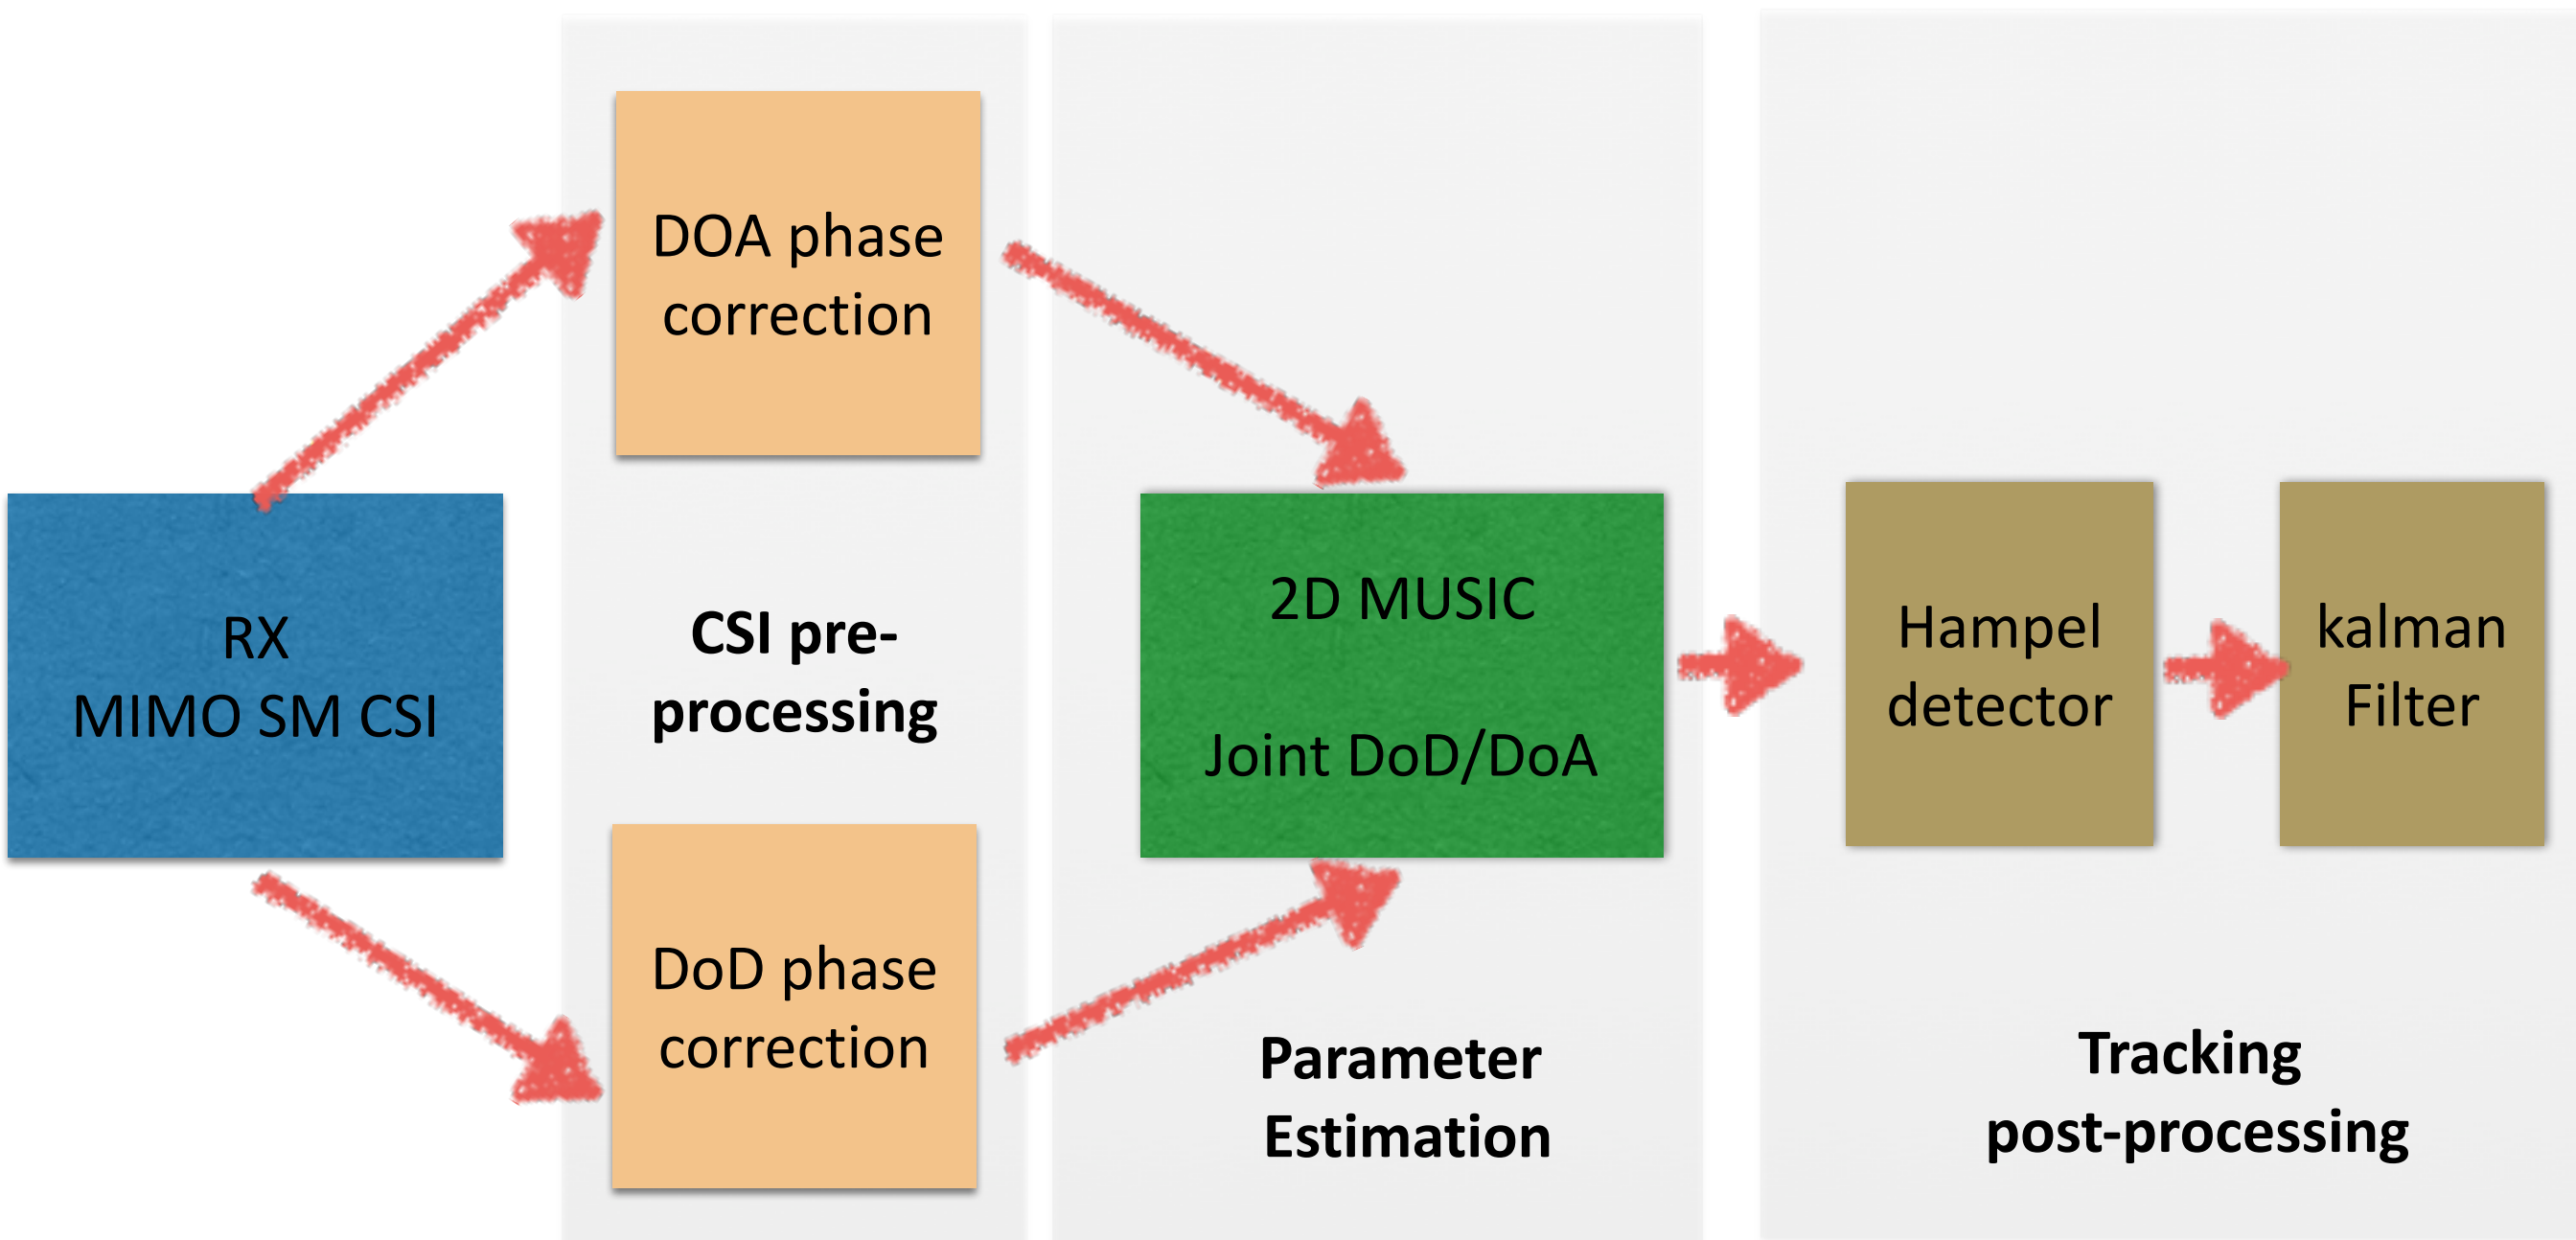 RX
MIMO SM CSI
DOA phase
correction
CSI pre-
processing
DoD phase
correction
2D MUSIC
Joint DoD/DoA
Parameter
Estimation
Hampel
detector
kalman
Filter
Tracking
post-processing